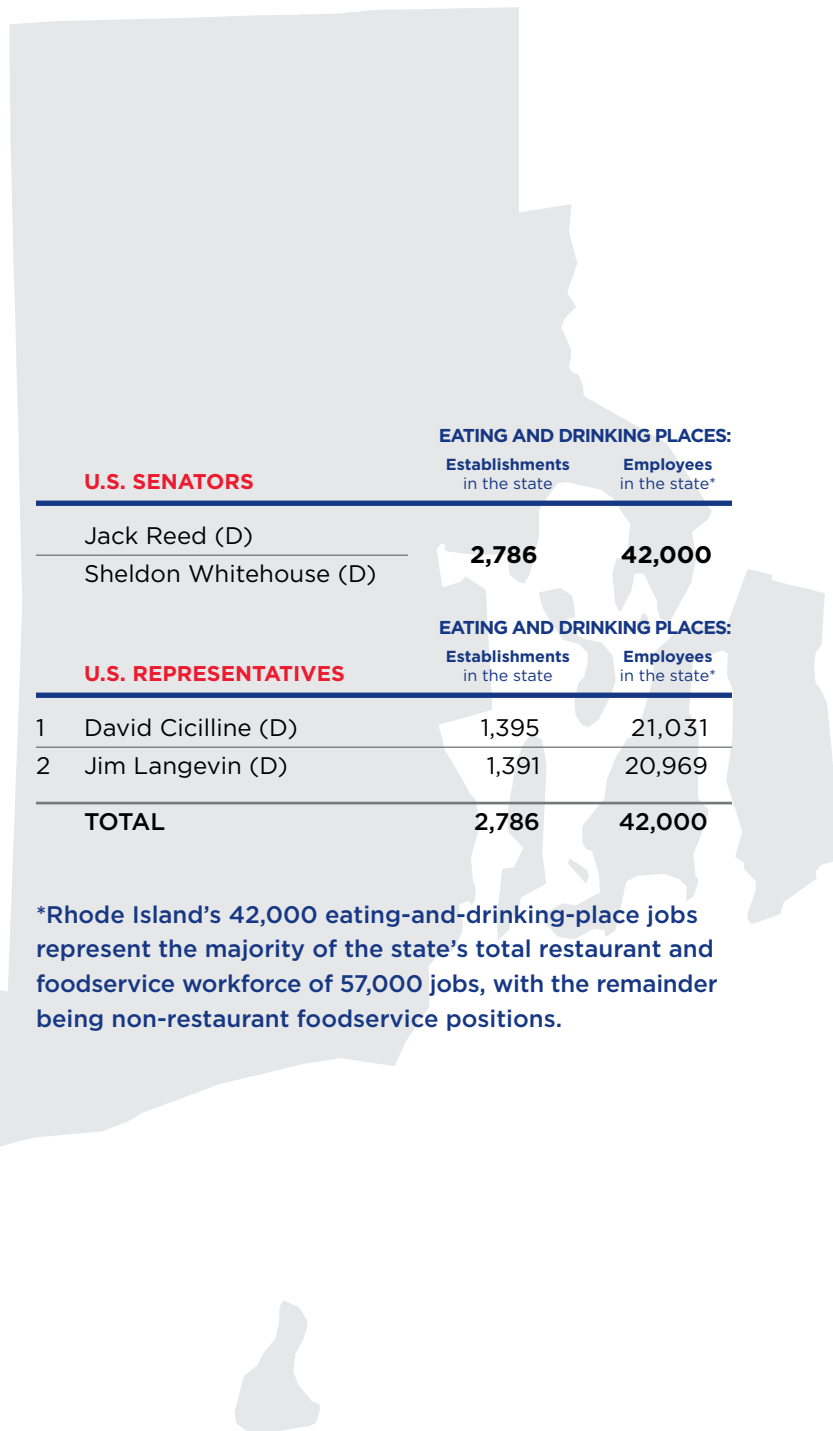 EATING AND DRINKING PLACES:
U.S. SENATORS Establishments in the state Employees in the state*
Jack Reed (D)
2,786 42,000
Sheldon Whitehouse (D)
EATING AND DRINKING PLACES:
U.S. REPRESENTATIVES Establishments in the state Employees in the state*
1 David Cicilline (D) 1,395 21,031
2 Jim Langevin (D) 1,391 20,969
TOTAL 2,786 42,000
*Rhode Island’s 42,000 eating-and-drinking-place jobs
represent the majority of the state’s total restaurant and
foodservice workforce of 57,000 jobs, with the remainder
being non-restaurant foodservice positions.